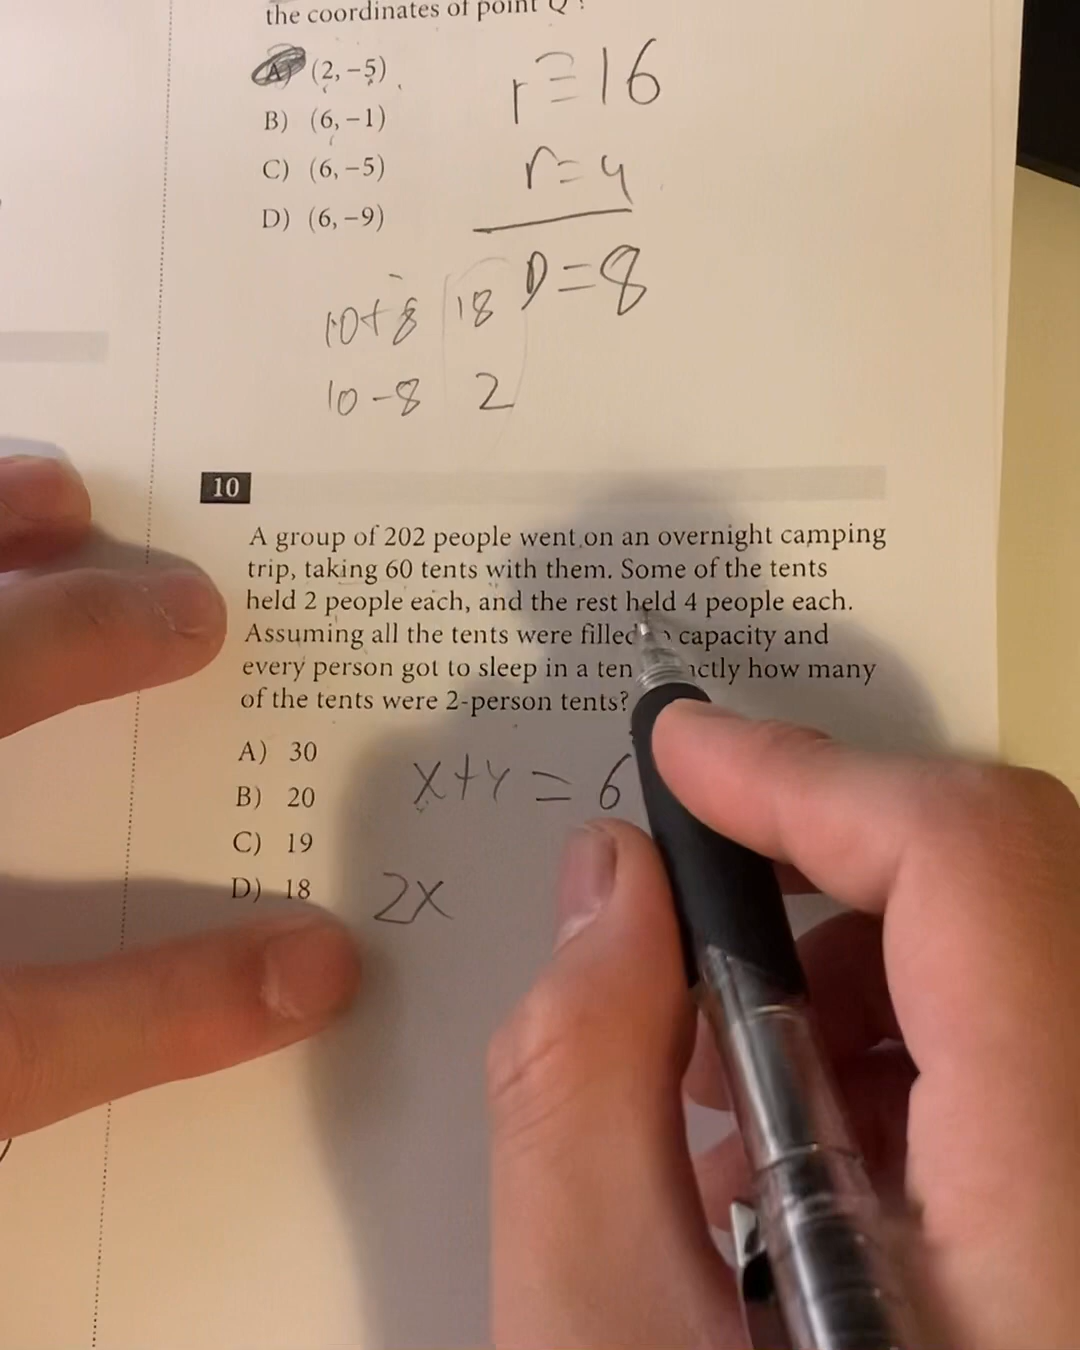 the coordinates of point Q ?
A) (2, −5)
B) (6, −1)
C) (6, −5)
D) (6, −9)
r = 16
r = 4
D = 8
10+8 18
10-8 2
10
A group of 202 people went on an overnight camping
trip, taking 60 tents with them. Some of the tents
held 2 people each, and the rest held 4 people each.
Assuming all the tents were filled capacity and
every person got to sleep in a how many
of the tents were 2-person tents?
A) 30
B) 20
C) 19
D) 18
x+y = 6
2x